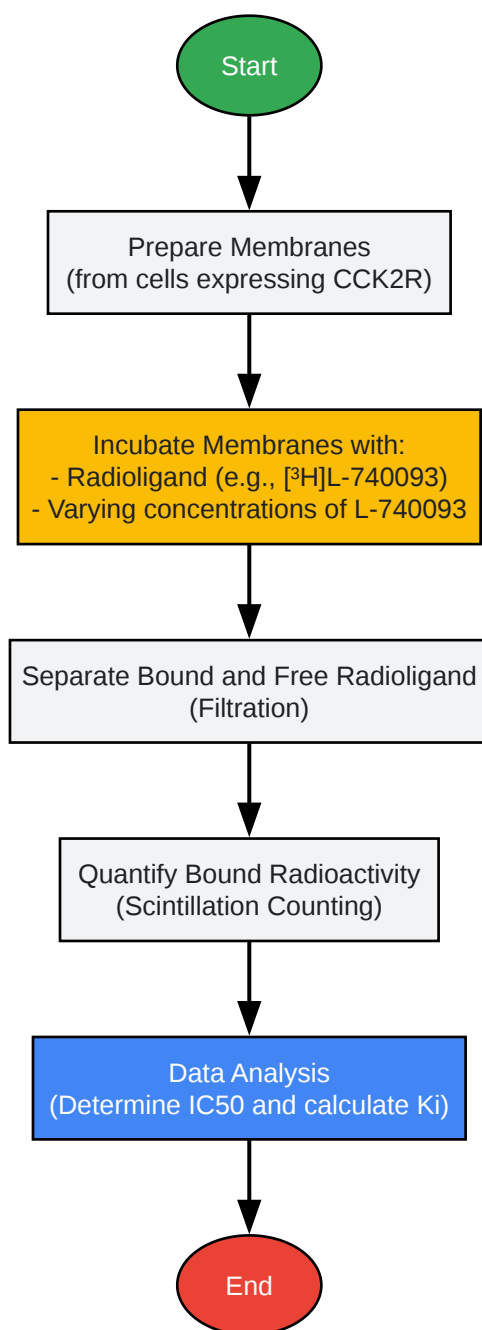 Start
Prepare Membranes
(from cells expressing CCK2R)
Incubate Membranes with:
- Radioligand (e.g., [³H]L-740093)
- Varying concentrations of L-740093
Separate Bound and Free Radioligand
(Filtration)
Quantify Bound Radioactivity
(Scintillation Counting)
Data Analysis
(Determine IC50 and calculate Ki)
End